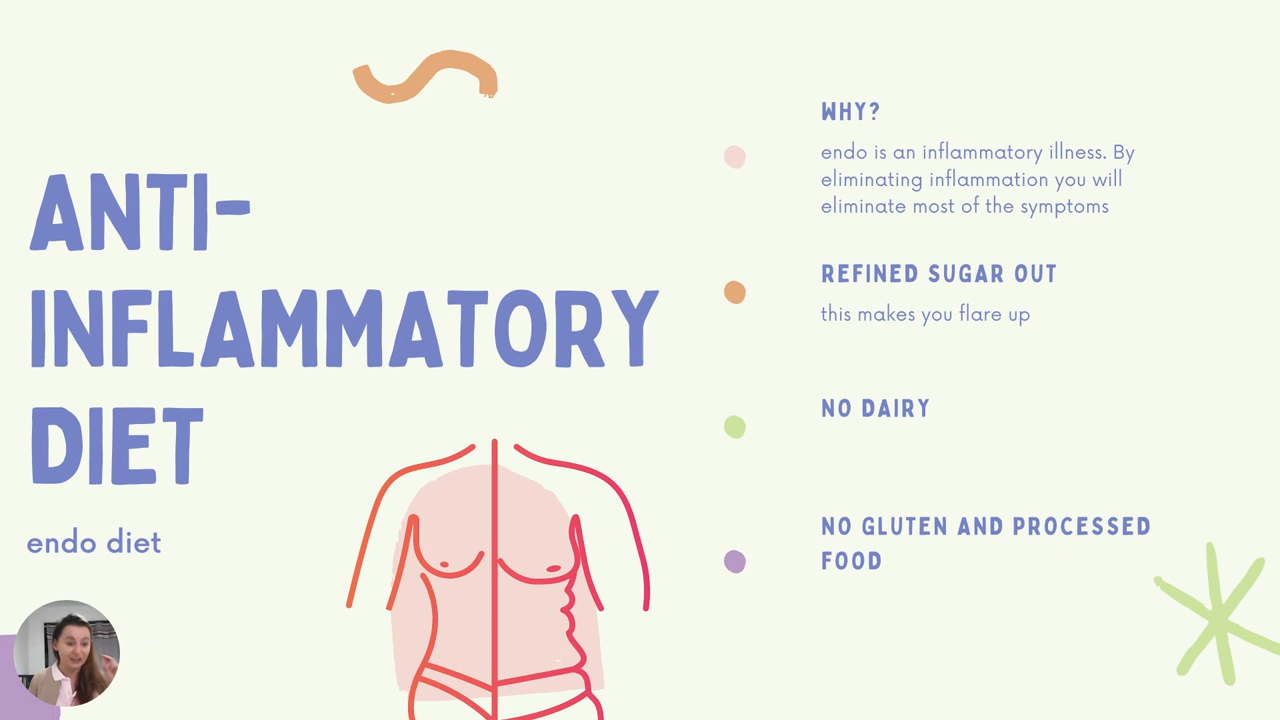 ANTI-
INFLAMMATORY
DIET
endo diet
WHY?
endo is an inflammatory illness. By
eliminating inflammation you will
eliminate most of the symptoms
REFINED SUGAR OUT
this makes you flare up
NO DAIRY
NO GLUTEN AND PROCESSED
FOOD